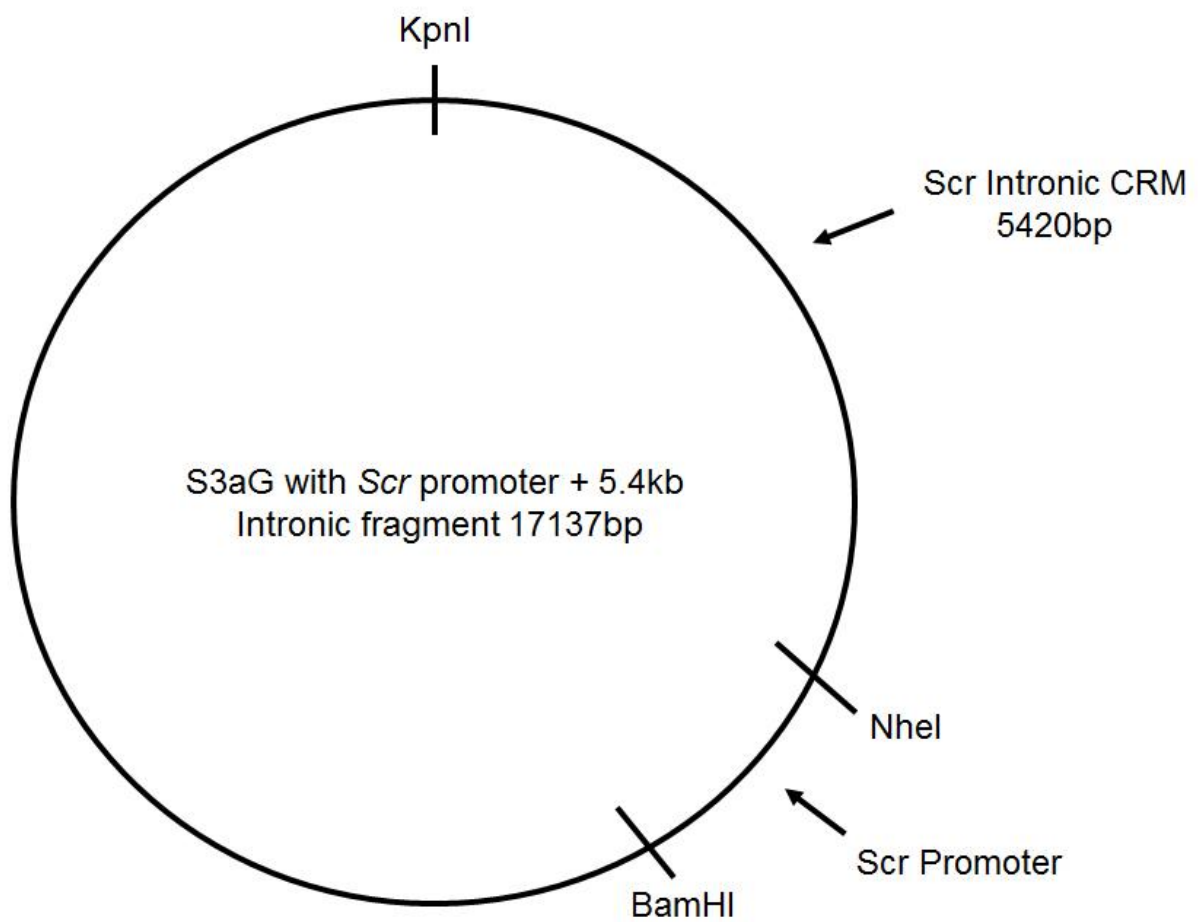 KpnI
Scr Intronic CRM
5420bp
S3aG with Scr promoter + 5.4kb
Intronic fragment 17137bp
NheI
Scr Promoter
BamHI